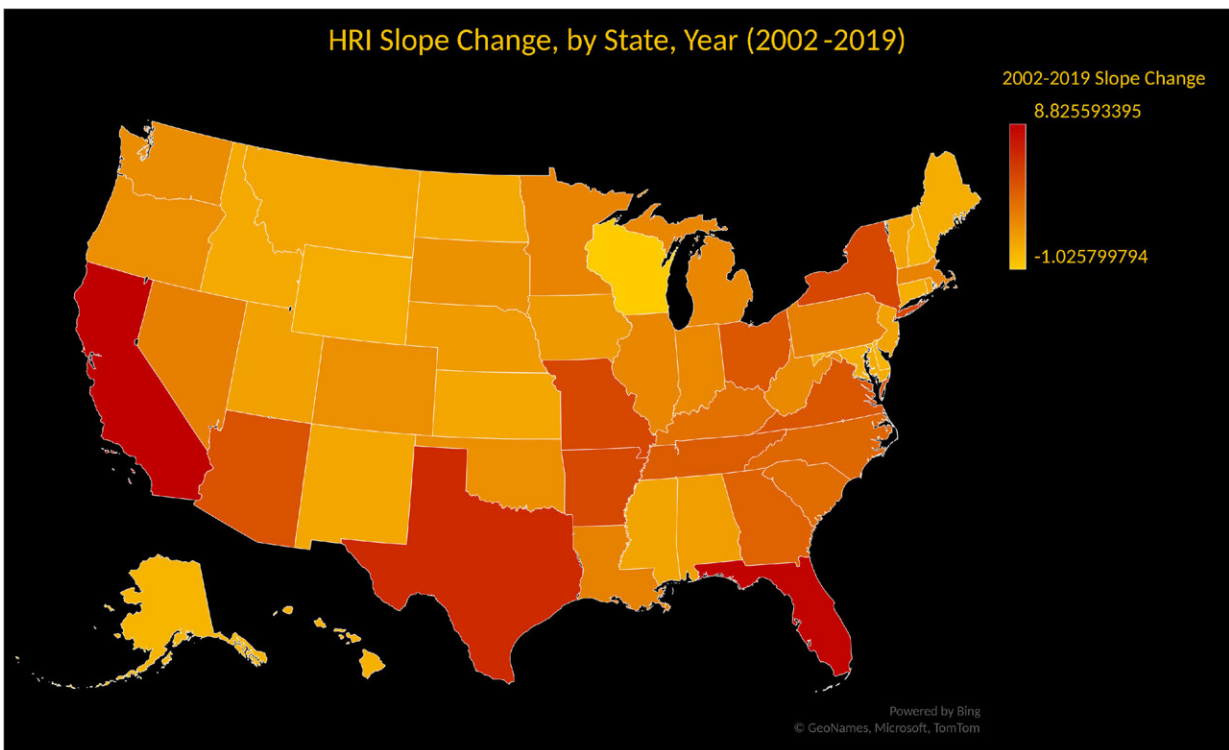 HRI Slope Change, by State, Year (2002 -2019)
2002-2019 Slope Change
8.825593395
-1.025799794
Powered by Bing
© GeoNames, Microsoft, TomTom